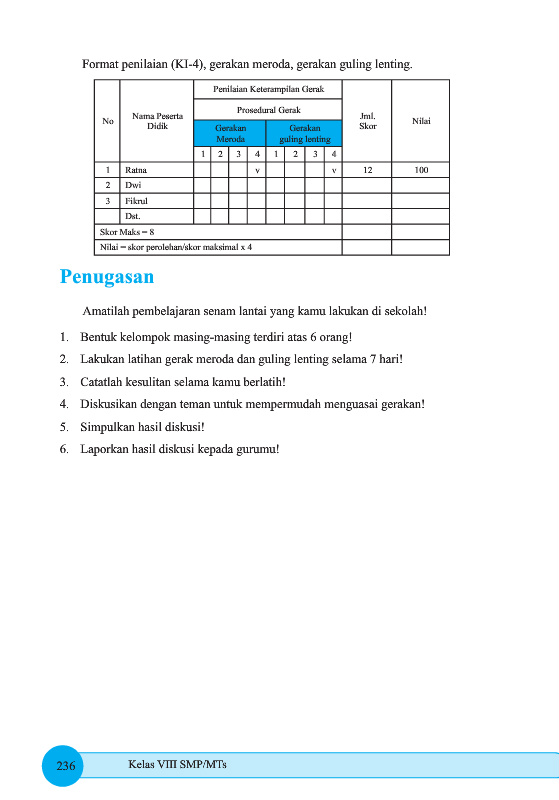 Format penilaian (KI-4), gerakan meroda, gerakan guling lenting.
No
Nama Peserta
Didik
Penilaian Keterampilan Gerak
Prosedural Gerak
Gerakan
Meroda
Gerakan
guling lenting
1 2 3 4 1 2 3 4
Jml.
Skor
Nilai
1 Ratna v v 12 100
2 Dwi
3 Fikrul
Dst.
Skor Maks = 8
Nilai = skor perolehan/skor maksimal x 4
Penugasan
Amatilah pembelajaran senam lantai yang kamu lakukan di sekolah!
1. Bentuk kelompok masing-masing terdiri atas 6 orang!
2. Lakukan latihan gerak meroda dan guling lenting selama 7 hari!
3. Catatlah kesulitan selama kamu berlatih!
4. Diskusikan dengan teman untuk mempermudah menguasai gerakan!
5. Simpulkan hasil diskusi!
6. Laporkan hasil diskusi kepada gurumu!
236 Kelas VIII SMP/MTs